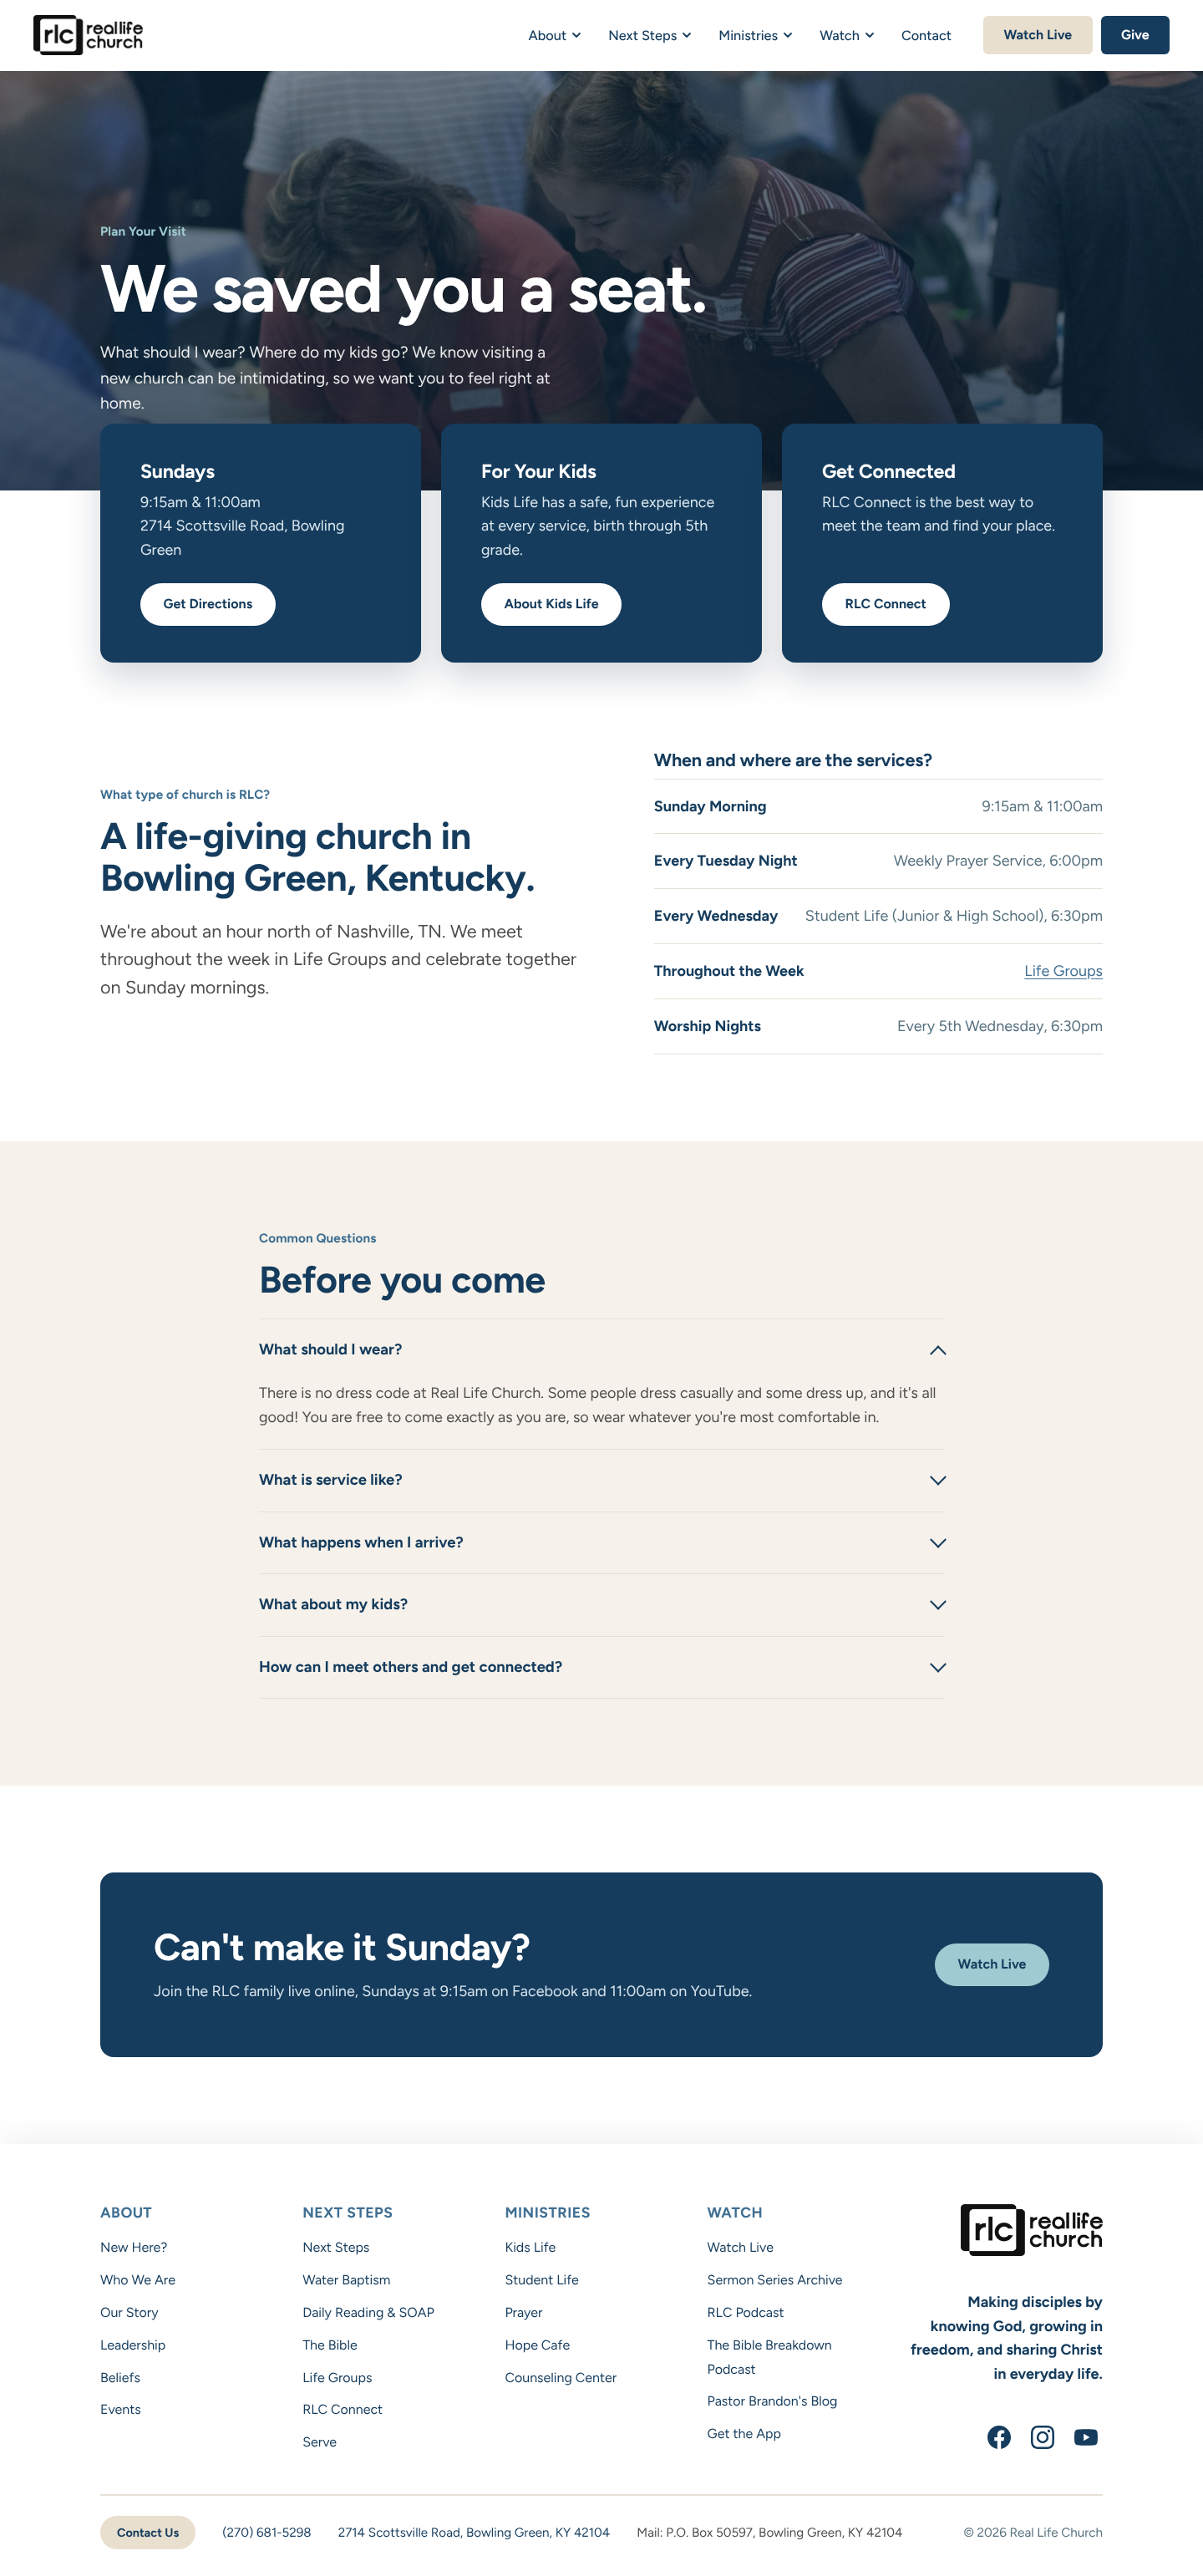 rlc real life church
About
Next Steps
Ministries
Watch
Contact
Watch Live
Give
Plan Your Visit
We saved you a seat.
What should I wear? Where do my kids go? We know visiting a
new church can be intimidating, so we want you to feel right at
home.
Sundays
9:15am & 11:00am
2714 Scottsville Road, Bowling
Green
Get Directions
For Your Kids
Kids Life has a safe, fun experience
at every service, birth through 5th
grade.
About Kids Life
Get Connected
RLC Connect is the best way to
meet the team and find your place.
RLC Connect
What type of church is RLC?
A life-giving church in
Bowling Green, Kentucky.
We're about an hour north of Nashville, TN. We meet
throughout the week in Life Groups and celebrate together
on Sunday mornings.
When and where are the services?
Sunday Morning 9:15am & 11:00am
Every Tuesday Night Weekly Prayer Service, 6:00pm
Every Wednesday Student Life (Junior & High School), 6:30pm
Throughout the Week Life Groups
Worship Nights Every 5th Wednesday, 6:30pm
Common Questions
Before you come
What should I wear?
There is no dress code at Real Life Church. Some people dress casually and some dress up, and it's all
good! You are free to come exactly as you are, so wear whatever you're most comfortable in.
What is service like?
What happens when I arrive?
What about my kids?
How can I meet others and get connected?
Can't make it Sunday?
Join the RLC family live online, Sundays at 9:15am on Facebook and 11:00am on YouTube.
Watch Live
ABOUT
New Here?
Who We Are
Our Story
Leadership
Beliefs
Events
NEXT STEPS
Next Steps
Water Baptism
Daily Reading & SOAP
The Bible
Life Groups
RLC Connect
Serve
MINISTRIES
Kids Life
Student Life
Prayer
Hope Cafe
Counseling Center
WATCH
Watch Live
Sermon Series Archive
RLC Podcast
The Bible Breakdown
Podcast
Pastor Brandon's Blog
Get the App
rlc real life church
Making disciples by
knowing God, growing in
freedom, and sharing Christ
in everyday life.
Contact Us
(270) 681-5298
2714 Scottsville Road, Bowling Green, KY 42104
Mail: P.O. Box 50597, Bowling Green, KY 42104
© 2026 Real Life Church